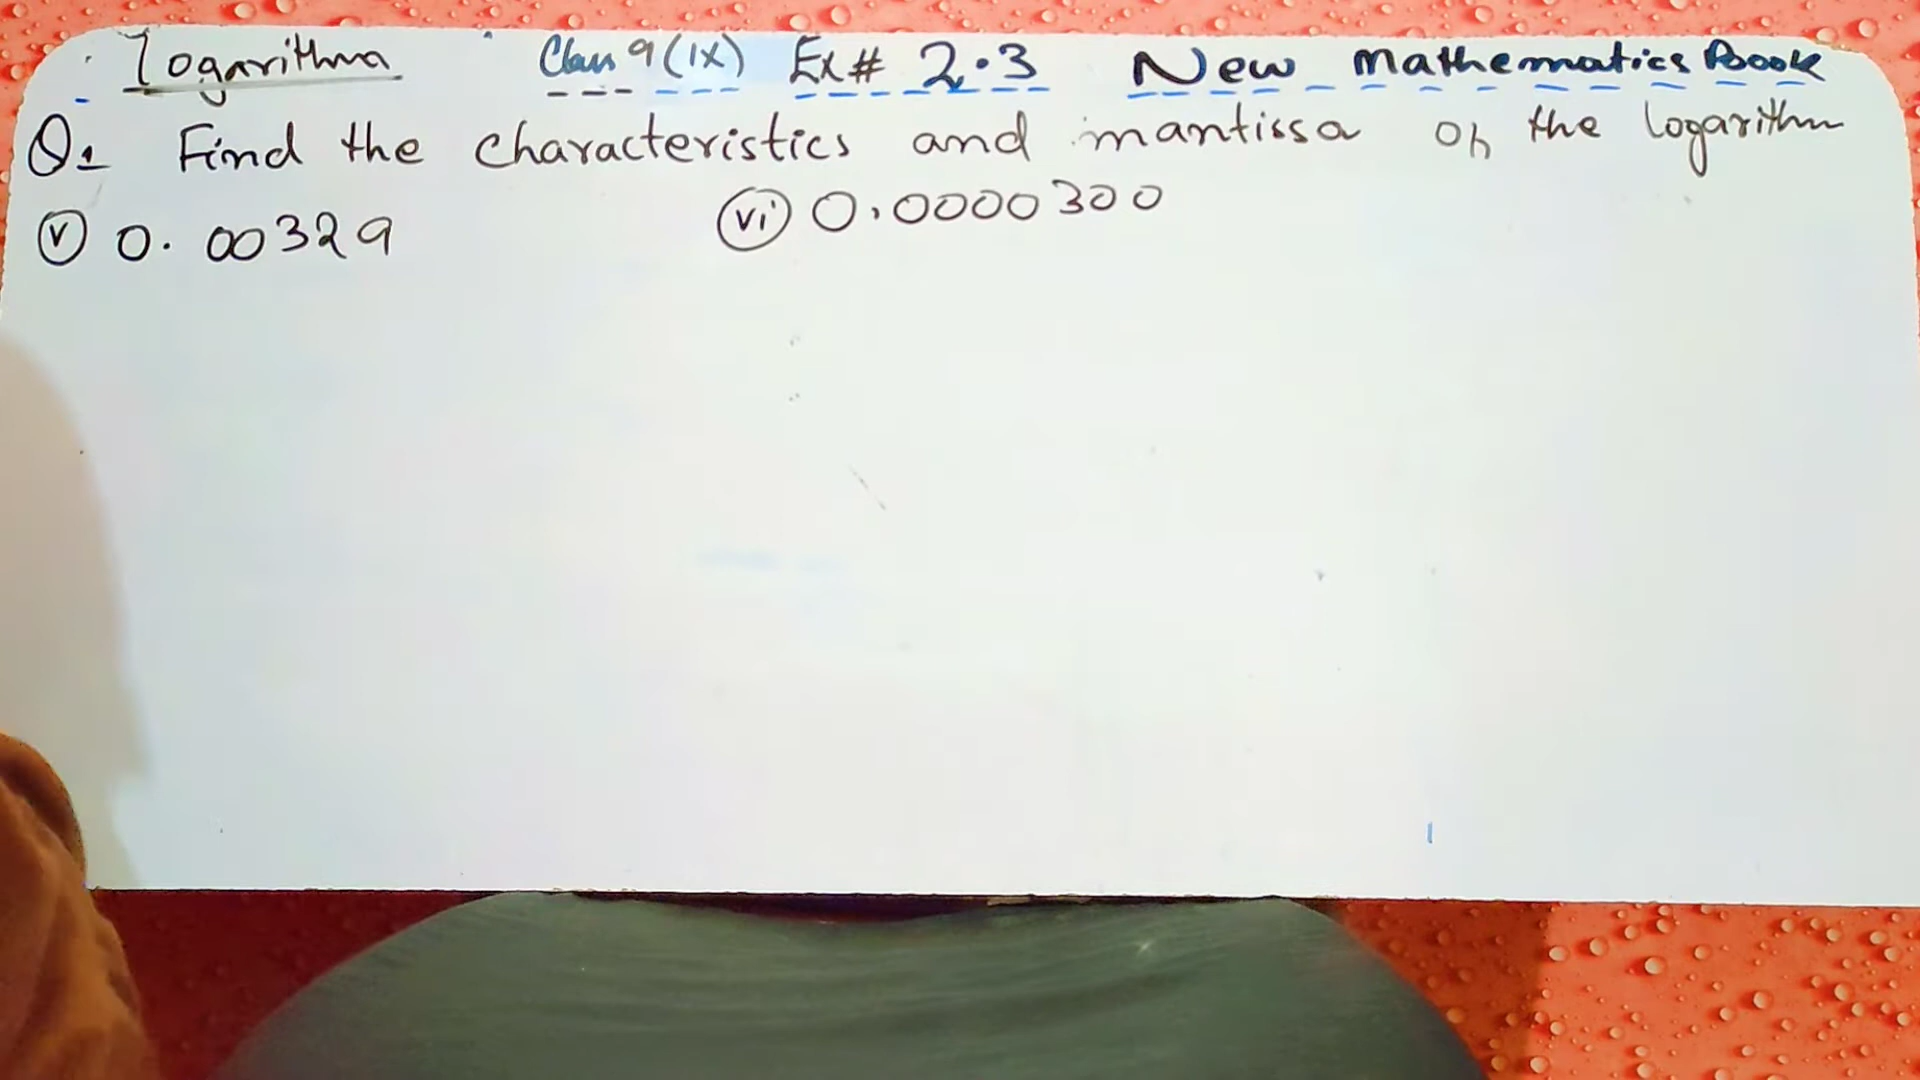 Logarithma Class 9 (IX) Ex# 2.3 New Mathematics Book
Q1 Find the characteristics and mantissa of the logarithm
(v) 0.00329 (vi) 0.0000300